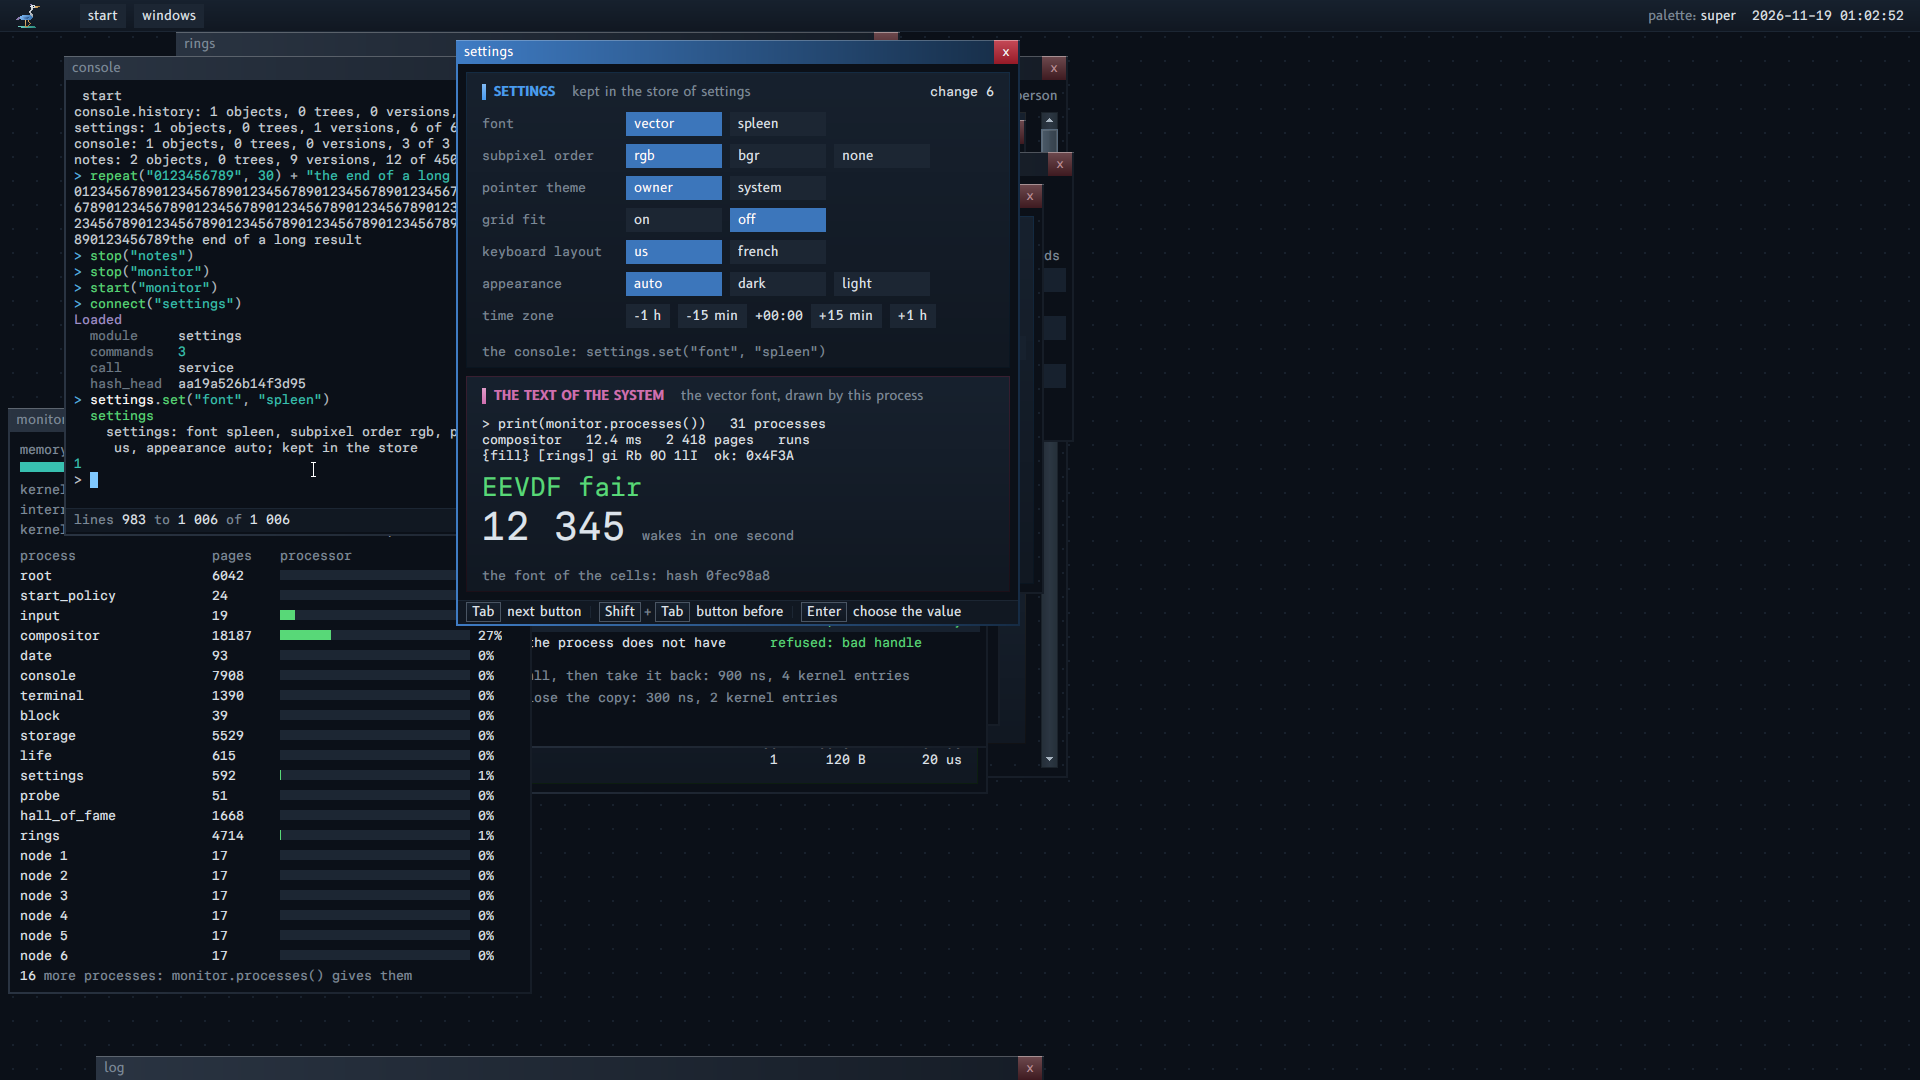 start windows palette: super 2026-11-19 01:02:52
rings
console
start
console.history: 1 objects, 0 trees, 0 versions,
settings: 1 objects, 0 trees, 1 versions, 6 of 6
console: 1 objects, 0 trees, 0 versions, 3 of 3
notes: 2 objects, 0 trees, 9 versions, 12 of 450
> repeat("0123456789", 30) + "the end of a long
012345678901234567890123456789012345678901234567
678901234567890123456789012345678901234567890123
234567890123456789012345678901234567890123456789
890123456789the end of a long result
> stop("notes")
> stop("monitor")
> start("monitor")
> connect("settings")
Loaded
module settings
commands 3
call service
hash_head aa19a526b14f3d95
> settings.set("font", "spleen")
settings
settings: font spleen, subpixel order rgb, p
us, appearance auto; kept in the store
1
>
lines 983 to 1 006 of 1 006
settings x
SETTINGS kept in the store of settings change 6
font vector spleen
subpixel order rgb bgr none
pointer theme owner system
grid fit on off
keyboard layout us french
appearance auto dark light
time zone -1 h -15 min +00:00 +15 min +1 h
the console: settings.set("font", "spleen")
THE TEXT OF THE SYSTEM the vector font, drawn by this process
> print(monitor.processes()) 31 processes
compositor 12.4 ms 2 418 pages runs
{fill} [rings] gi Rb 0O 1lI ok: 0x4F3A
EEVDF fair
12 345 wakes in one second
the font of the cells: hash 0fec98a8
Tab next button Shift + Tab button before Enter choose the value
x
erson
x
x
ds
monitor
memory
kernel
inter
kernel
process pages processor
root 6042
start_policy 24
input 19
compositor 18187 27%
date 93 0%
console 7908 0%
terminal 1390 0%
block 39 0%
storage 5529 0%
life 615 0%
settings 592 1%
probe 51 0%
hall_of_fame 1668 0%
rings 4714 1%
node 1 17 0%
node 2 17 0%
node 3 17 0%
node 4 17 0%
node 5 17 0%
node 6 17 0%
16 more processes: monitor.processes() gives them
the process does not have refused: bad handle
all, then take it back: 900 ns, 4 kernel entries
lose the copy: 300 ns, 2 kernel entries
1 120 B 20 us
log x